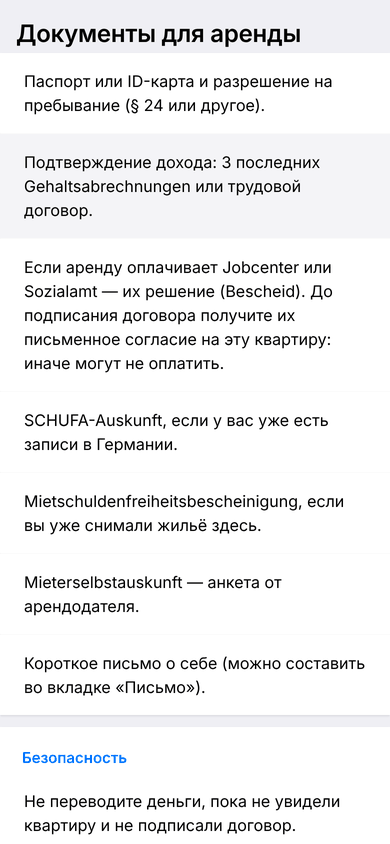 Документы для аренды
Паспорт или ID-карта и разрешение на
пребывание (§ 24 или другое).
Подтверждение дохода: 3 последних
Gehaltsabrechnungen или трудовой
договор.
Если аренду оплачивает Jobcenter или
Sozialamt — их решение (Bescheid). До
подписания договора получите их
письменное согласие на эту квартиру:
иначе могут не оплатить.
SCHUFA-Auskunft, если у вас уже есть
записи в Германии.
Mietschuldenfreiheitsbescheinigung, если
вы уже снимали жильё здесь.
Mieterselbstauskunft — анкета от
арендодателя.
Короткое письмо о себе (можно составить
во вкладке «Письмо»).
Безопасность
Не переводите деньги, пока не увидели
квартиру и не подписали договор.